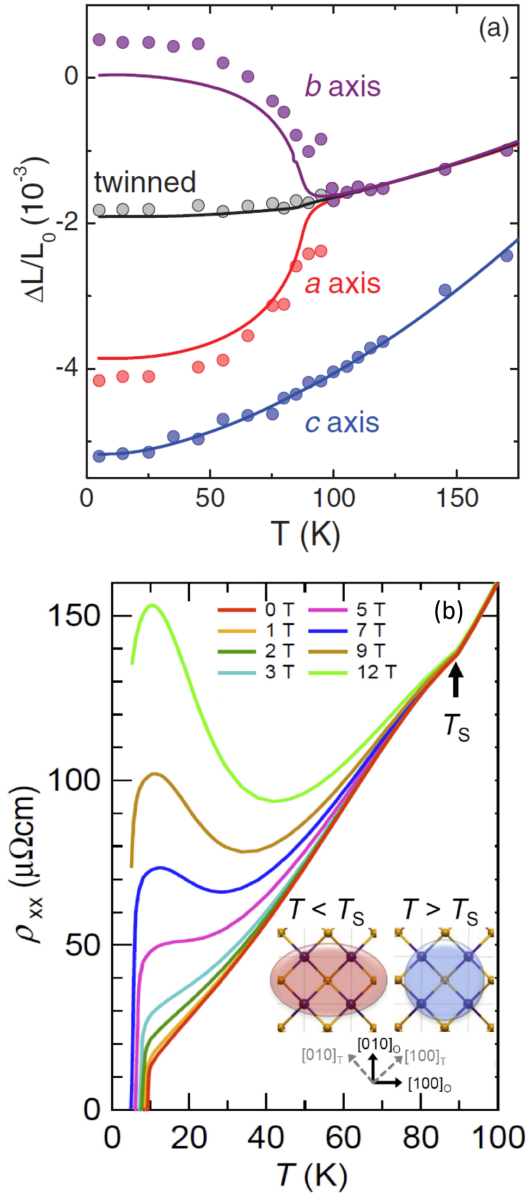 (a)
0
b axis
twinned
-2
a axis
-4
c axis
ΔL/L0 (10-3)
0 50 100 150
T (K)
(b)
150
0 T 5 T
1 T 7 T
2 T 9 T
3 T 12 T
TS
100
ρxx (μΩcm)
T < TS T > TS
50
[010]O
[010]T [100]T
[100]O
0
0 20 40 60 80 100
T (K)